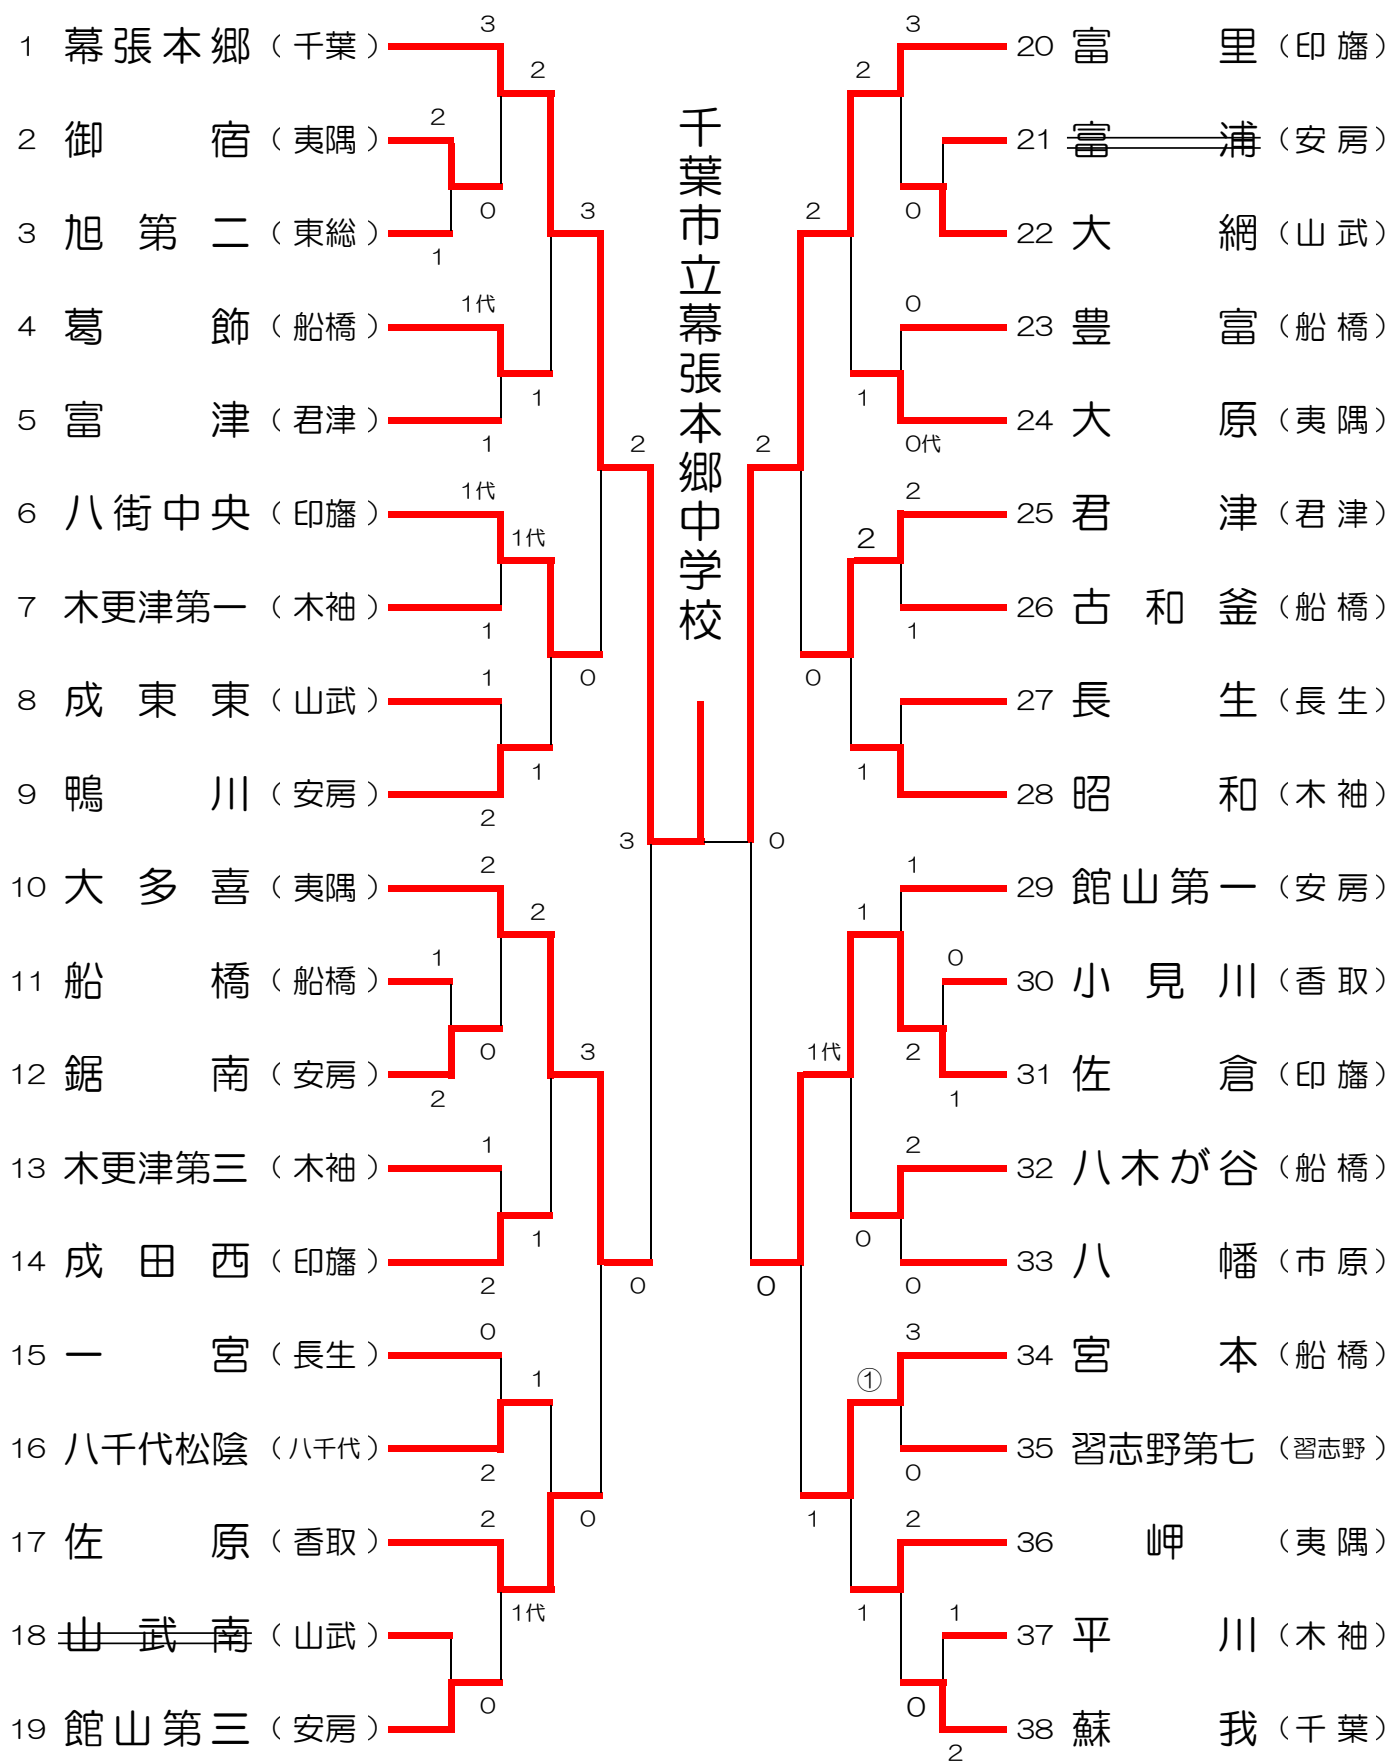 千葉市立幕張本郷中学校
1 幕張本郷 （千葉） 3
2
2 御宿 （夷隅） 2
0
3 旭第二 （東総） 1
3
4 葛飾 （船橋） 1代
1
5 富津 （君津） 1
2
6 八街中央 （印旛） 1代
1代
7 木更津第一 （木袖） 1
0
8 成東東 （山武） 1
1
9 鴨川 （安房） 2
3
10 大多喜 （夷隅） 2
2
11 船橋 （船橋） 1
0
12 鋸南 （安房） 2
3
13 木更津第三 （木袖） 1
1
14 成田西 （印旛） 2
0
15 一宮 （長生） 0
1
16 八千代松陰 （八千代） 2
0
17 佐原 （香取） 2
1代
18 山武南 （山武）
0
19 館山第三 （安房）
3 20 富里 （印旛）
2
21 富浦 （安房）
0
22 大網 （山武）
2
0 23 豊富 （船橋）
1
0代 24 大原 （夷隅）
2
2 25 君津 （君津）
2
1 26 古和釜 （船橋）
0
27 長生 （長生）
1
28 昭和 （木袖）
0
1 29 館山第一 （安房）
1
0 30 小見川 （香取）
2
1 31 佐倉 （印旛）
1代
2 32 八木が谷 （船橋）
0
0 33 八幡 （市原）
0
3 34 宮本 （船橋）
①
0 35 習志野第七 （習志野）
1
2 36 岬 （夷隅）
1
1 37 平川 （木袖）
0
2 38 蘇我 （千葉）